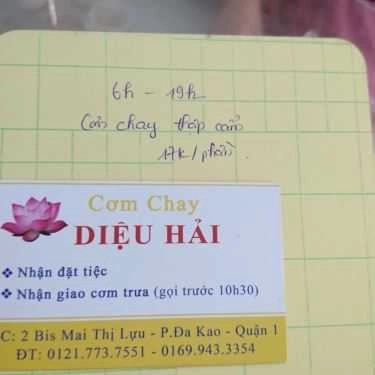 6h - 19h
Cơm chay thập cẩm
17k/phần.
Cơm Chay
DIỆU HẢI
❖ Nhận đặt tiệc
❖ Nhận giao cơm trưa (gọi trước 10h30)
C: 2 Bis Mai Thị Lựu - P.Đa Kao - Quận 1
ĐT: 0121.773.7551 - 0169.943.3354